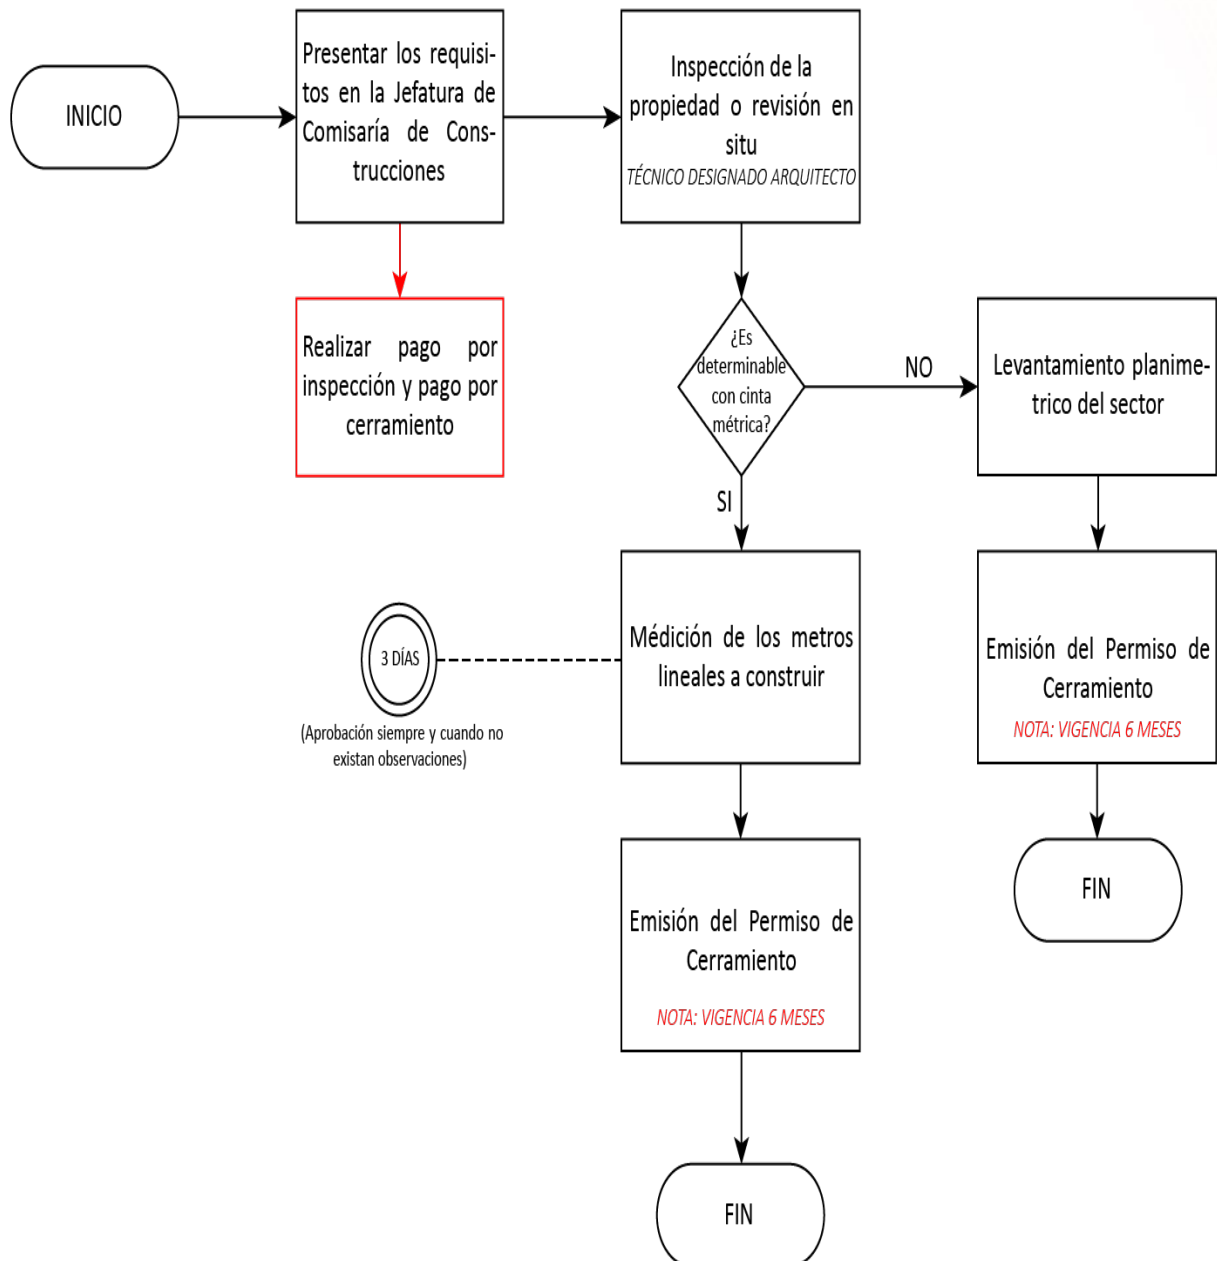 INICIO
Presentar los requisi-
tos en la Jefatura de
Comisaría de Cons-
trucciones
Inspección de la
propiedad o revisión en
situ
TÉCNICO DESIGNADO ARQUITECTO
Realizar pago por
inspección y pago por
cerramiento
¿Es
determinable
con cinta
métrica?
NO
Levantamiento planime-
trico del sector
SI
3 DÍAS
(Aprobación siempre y cuando no
existan observaciones)
Médición de los metros
lineales a construir
Emisión del Permiso de
Cerramiento
NOTA: VIGENCIA 6 MESES
FIN
Emisión del Permiso de
Cerramiento
NOTA: VIGENCIA 6 MESES
FIN